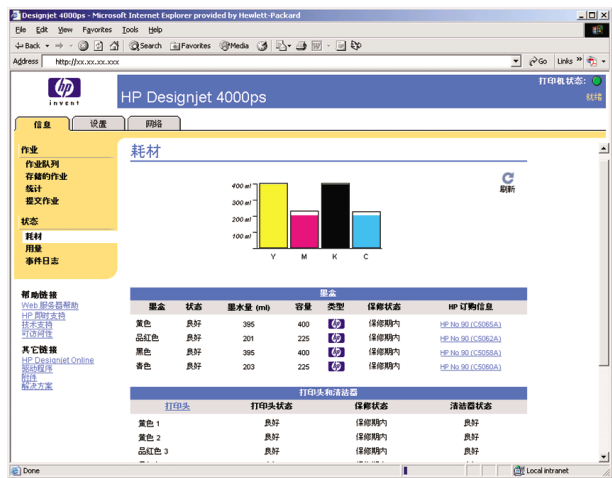 Designjet 4000ps - Microsoft Internet Explorer provided by Hewlett-Packard
File Edit View Favorites Tools Help
Back Search Favorites Media
Address http://xx.xx.xx.xx Go Links »
hp
invent
HP Designjet 4000ps
打印机状态:
就绪
信息 设置 网络
作业
作业队列
存储的作业
统计
提交作业
状态
耗材
用量
事件日志
帮助链接
Web 服务器帮助
HP 即时支持
技术支持
可访问性
其它链接
HP Designjet Online
驱动程序
附件
解决方案
耗材
刷新
400 ml
300 ml
200 ml
100 ml
Y M K C
墨盒
墨盒 状态 墨水量 (ml) 容量 类型 保修状态 HP 订购信息
黄色 良好 395 400 hp 保修期内 HP No 90 (C5065A)
品红色 良好 201 225 hp 保修期内 HP No 90 (C5062A)
黑色 良好 395 400 hp 保修期内 HP No 90 (C5058A)
青色 良好 203 225 hp 保修期内 HP No 90 (C5060A)
打印头和清洁器
打印头 打印头状态 保修状态 清洁器状态
黄色 1 良好 保修期内 良好
黄色 2 良好 保修期内 良好
品红色 3 良好 保修期内 良好
Done Local intranet